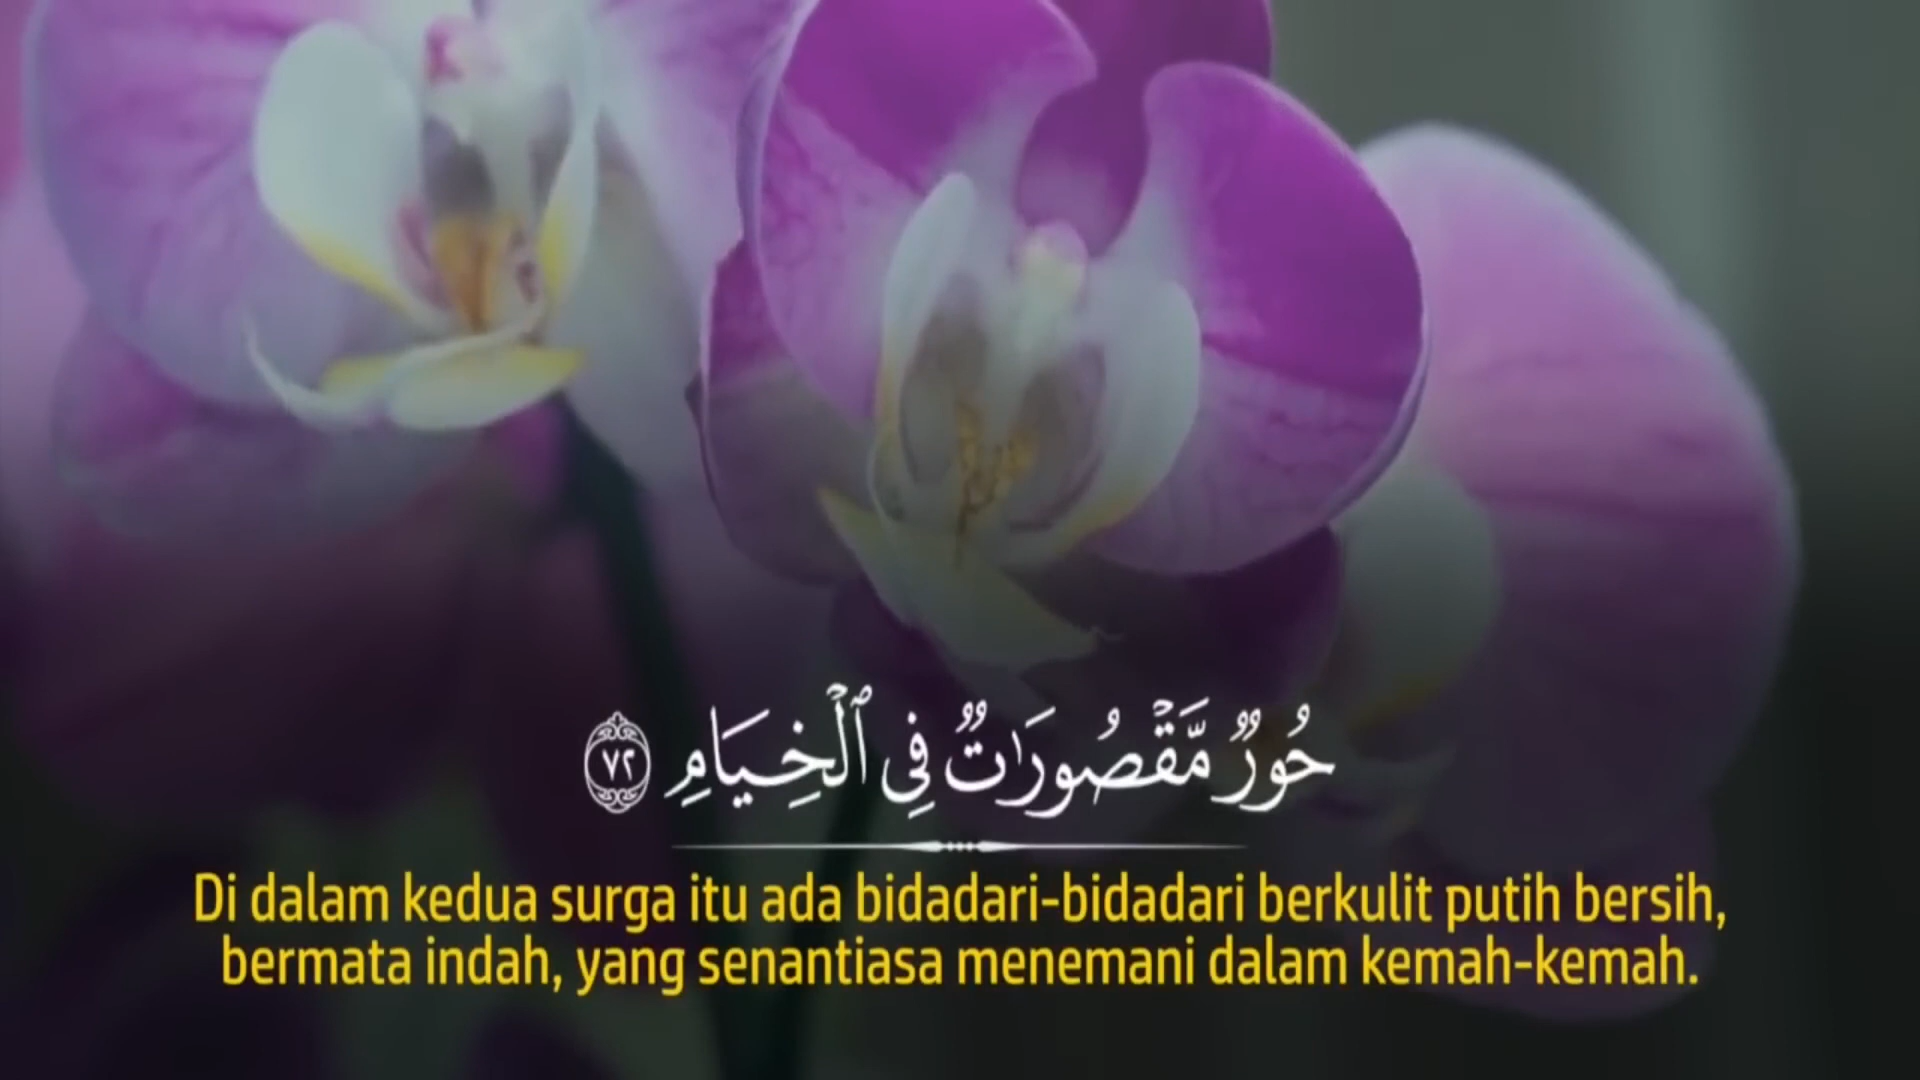 حُورٌ مَّقْصُورَٰتٌ فِى ٱلْخِيَامِ ٧٢
Di dalam kedua surga itu ada bidadari-bidadari berkulit putih bersih,
bermata indah, yang senantiasa menemani dalam kemah-kemah.